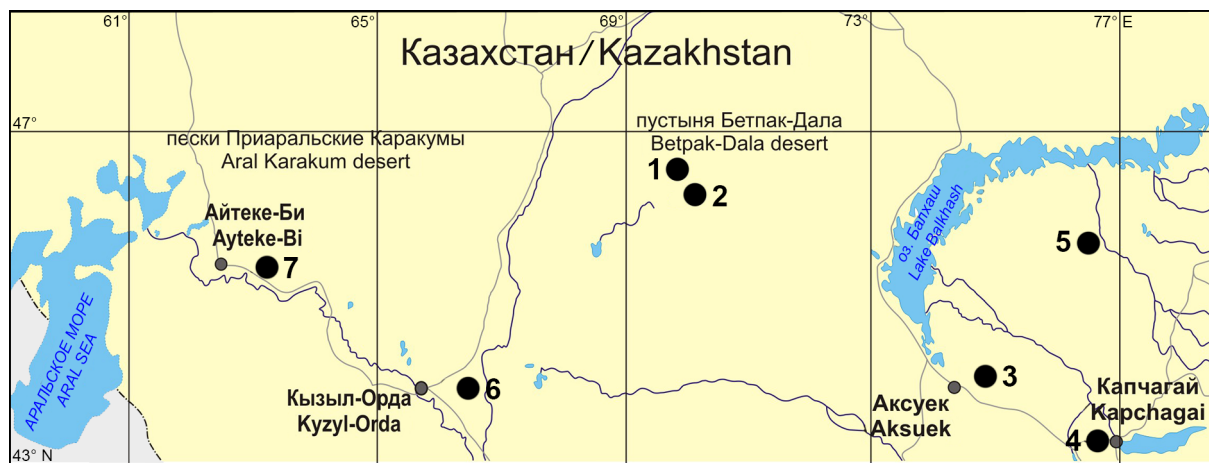 61°
65°
69°
73°
77° E
Казахстан/Kazakhstan
47°
пески Приаральские Каракумы
Aral Karakum desert
пустыня Бетпак-Дала
Betpak-Dala desert
1
2
Айтеке-Би
Ayteke-Bi
7
оз. Балхаш
Lake Balkhash
5
АРАЛЬСКОЕ МОРЕ
ARAL SEA
6
Кызыл-Орда
Kyzyl-Orda
3
Аксуек
Aksuek
Капчагай
Kapchagai
4
43° N